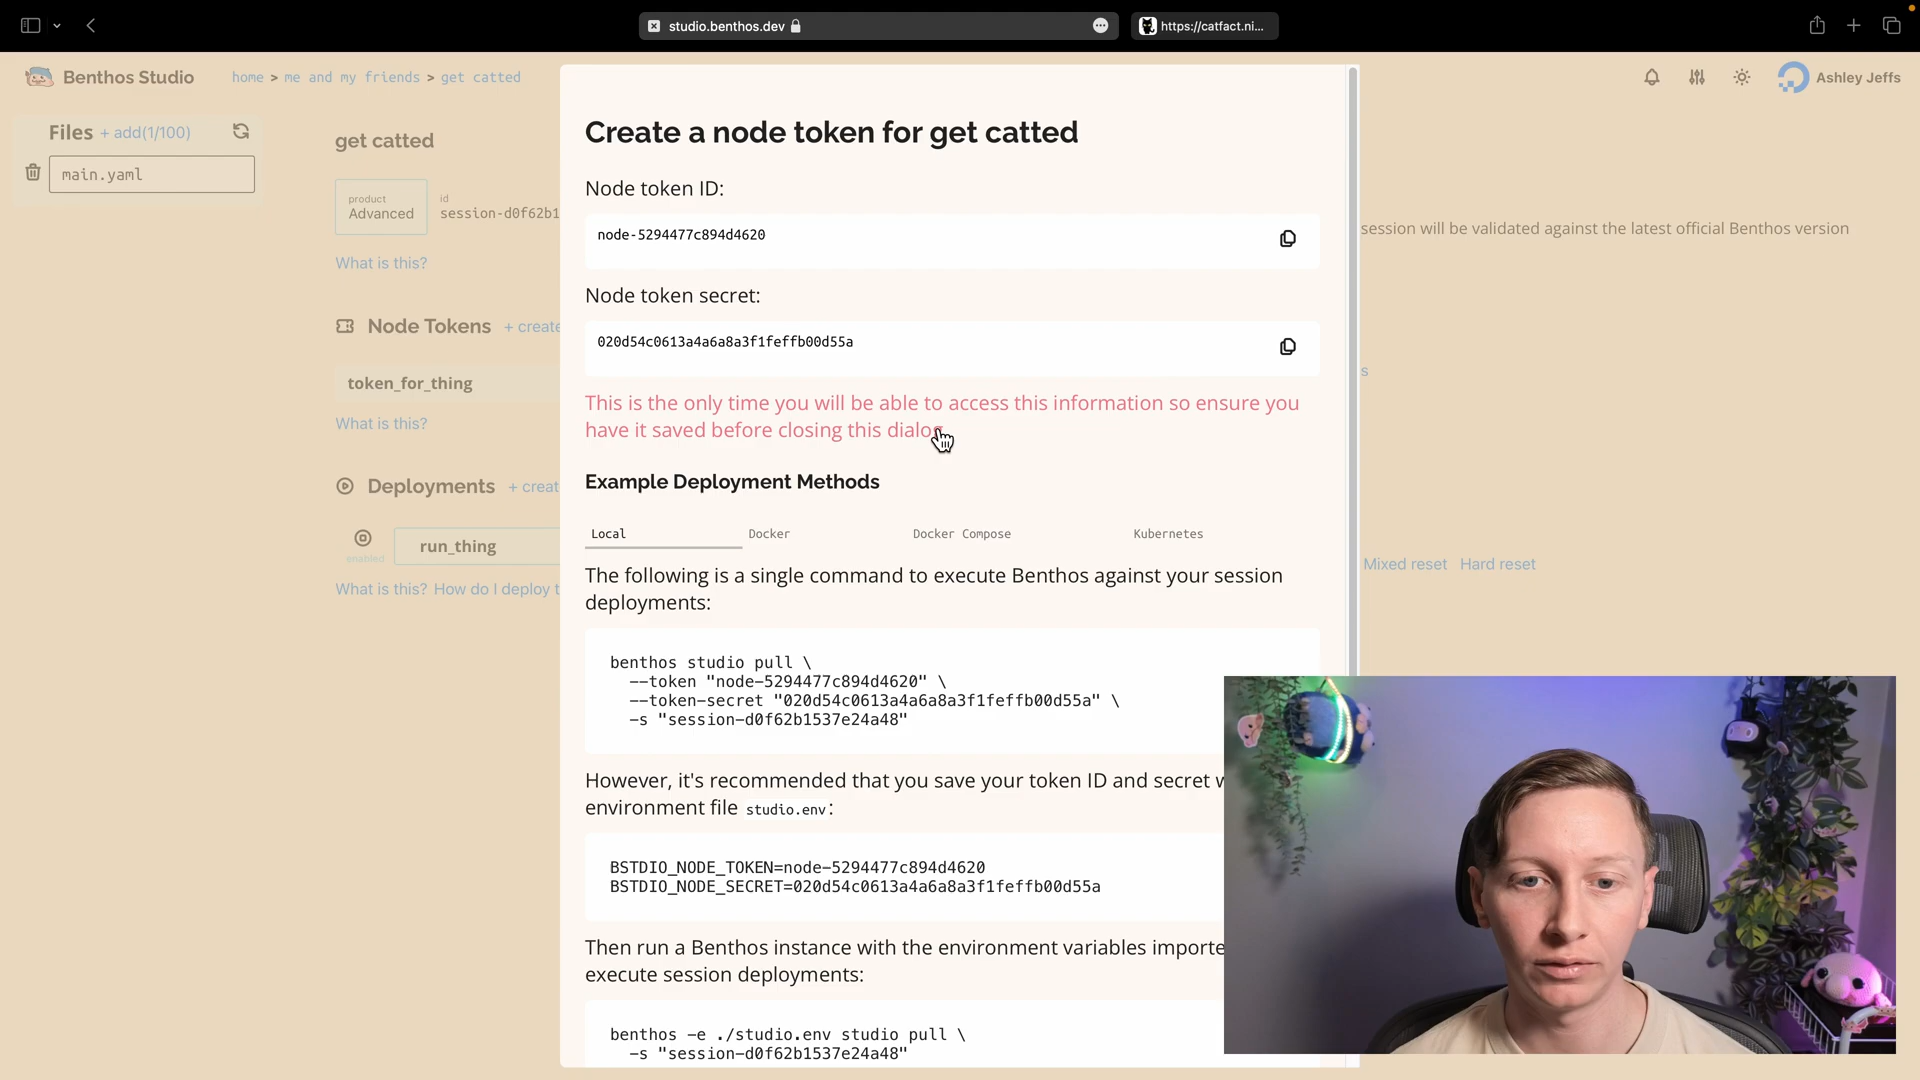 studio.benthos.dev
https://catfact.ni...
Benthos Studio
home > me and my friends > get catted
Ashley Jeffs
Files + add(1/100)
main.yaml
get catted
product
Advanced
id
session-d0f62b1
What is this?
Node Tokens + create
token_for_thing
What is this?
Deployments + creat
enabled
run_thing
What is this? How do I deploy t
session will be validated against the latest official Benthos version
s
Mixed reset Hard reset
Create a node token for get catted
Node token ID:
node-5294477c894d4620
Node token secret:
020d54c0613a4a6a8a3f1feffb00d55a
This is the only time you will be able to access this information so ensure you
have it saved before closing this dialog
Example Deployment Methods
Local Docker Docker Compose Kubernetes
The following is a single command to execute Benthos against your session
deployments:
benthos studio pull \
--token "node-5294477c894d4620" \
--token-secret "020d54c0613a4a6a8a3f1feffb00d55a" \
-s "session-d0f62b1537e24a48"
However, it's recommended that you save your token ID and secret w
environment file studio.env:
BSTDIO_NODE_TOKEN=node-5294477c894d4620
BSTDIO_NODE_SECRET=020d54c0613a4a6a8a3f1feffb00d55a
Then run a Benthos instance with the environment variables importe
execute session deployments:
benthos -e ./studio.env studio pull \
-s "session-d0f62b1537e24a48"